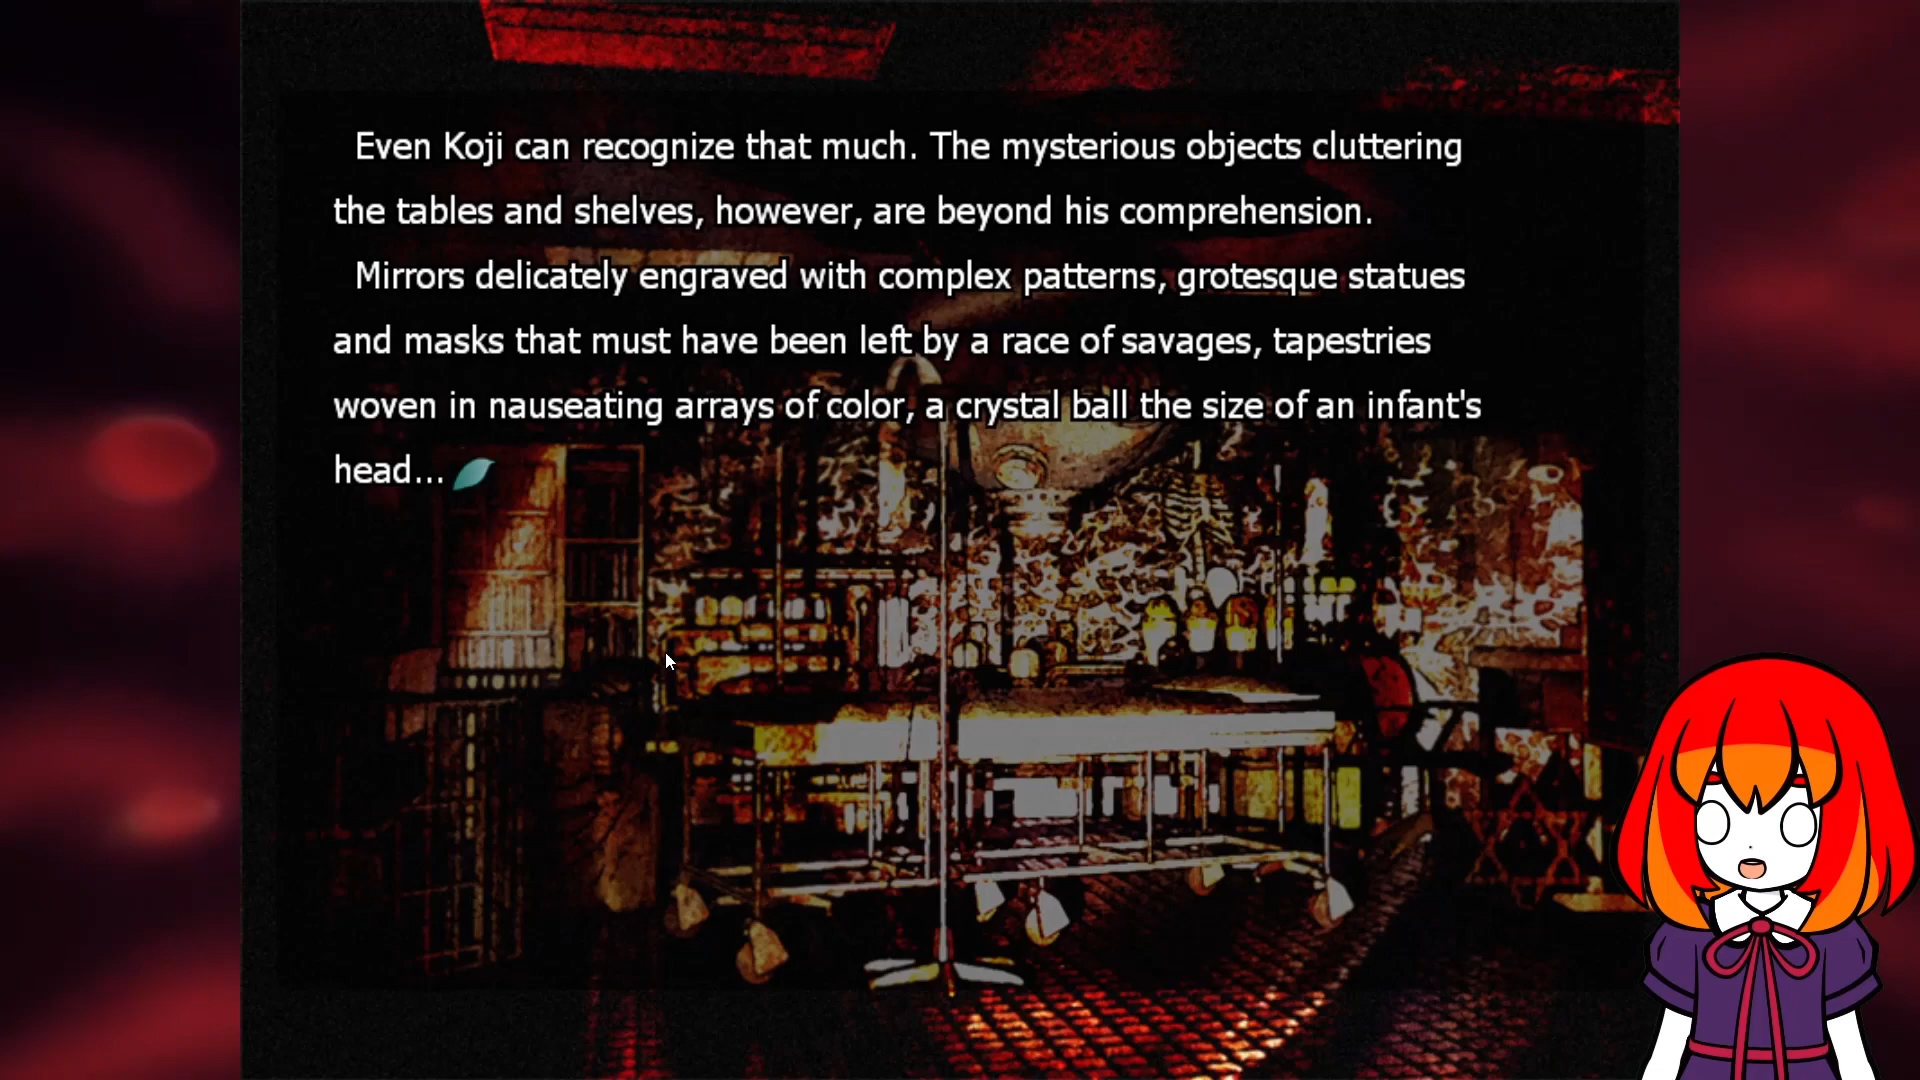 Even Koji can recognize that much. The mysterious objects cluttering
the tables and shelves, however, are beyond his comprehension.
Mirrors delicately engraved with complex patterns, grotesque statues
and masks that must have been left by a race of savages, tapestries
woven in nauseating arrays of color, a crystal ball the size of an infant's
head...